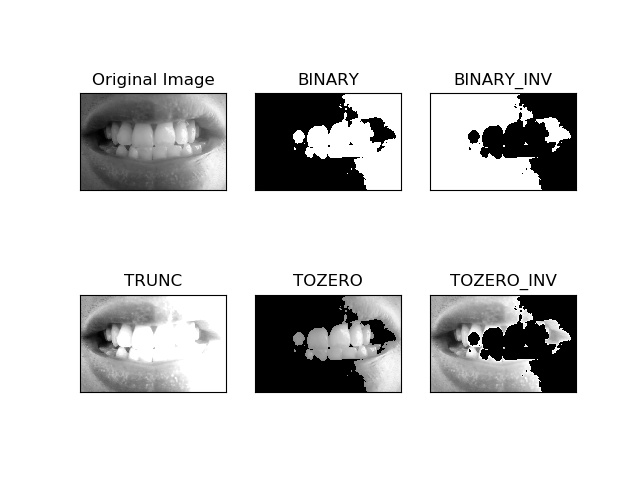 Original Image
BINARY
BINARY_INV
TRUNC
TOZERO
TOZERO_INV